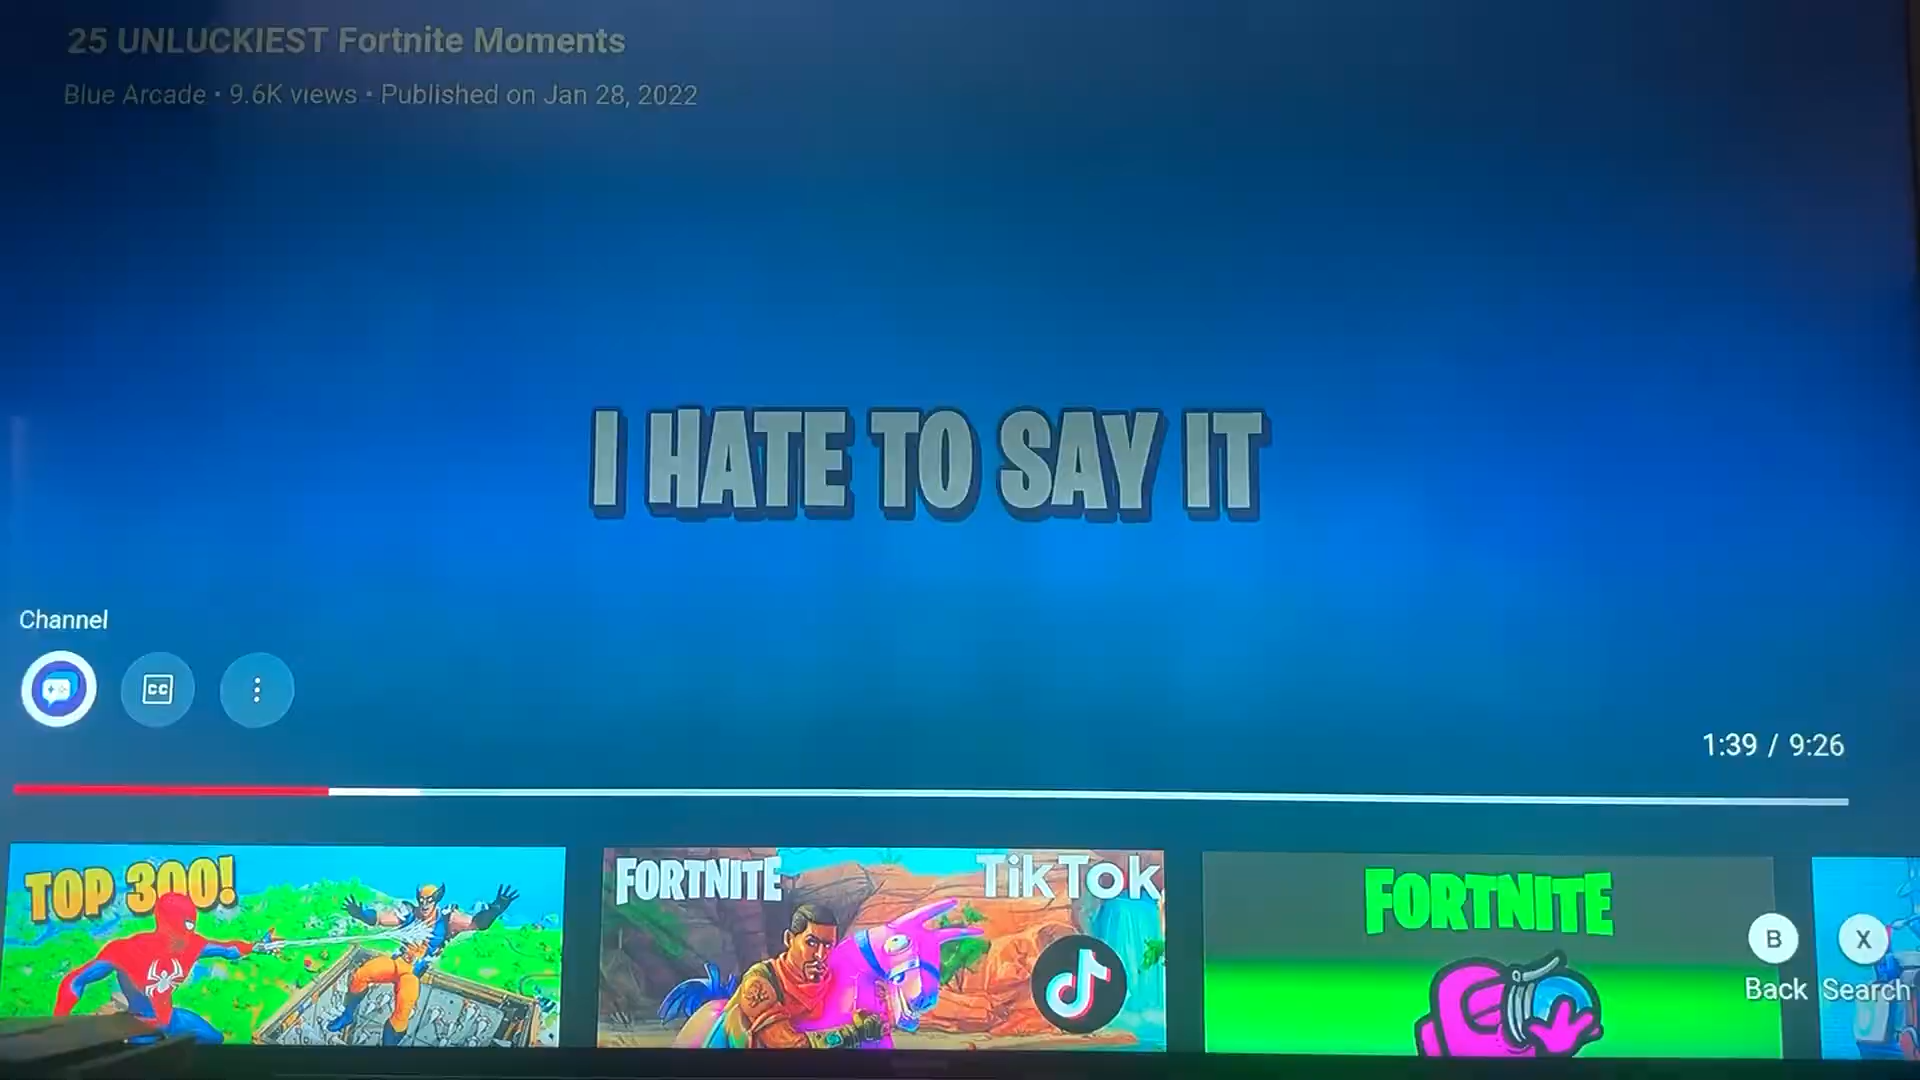 25 UNLUCKIEST Fortnite Moments
Blue Arcade • 9.6K views • Published on Jan 28, 2022
I HATE TO SAY IT
Channel
CC
1:39 / 9:26
TOP 300!
FORTNITE
TikTok
FORTNITE
B
X
Back
Search